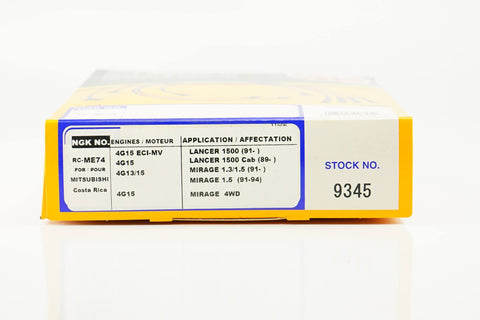 NGK NO. ENGINES / MOTEUR APPLICATION / AFFECTATION
RC-ME74 4G15 ECI-MV LANCER 1500 (91- )
FOR / POUR 4G15 LANCER 1500 Cab (89- )
MITSUBISHI 4G13/15 MIRAGE 1.3/1.5 (91- )
Costa Rica MIRAGE 1.5 (91-94)
4G15 MIRAGE 4WD
STOCK NO.
9345